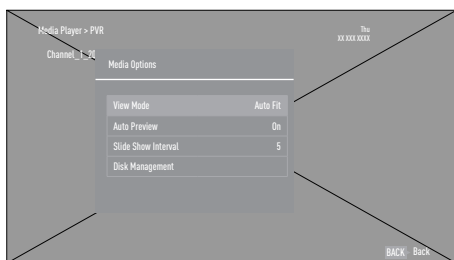 Media Player > PVR
Thu
XX XXX XXXX
Channel_1_20
Media Options
View Mode Auto Fit
Auto Preview On
Slide Show Interval 5
Disk Management
BACK Back